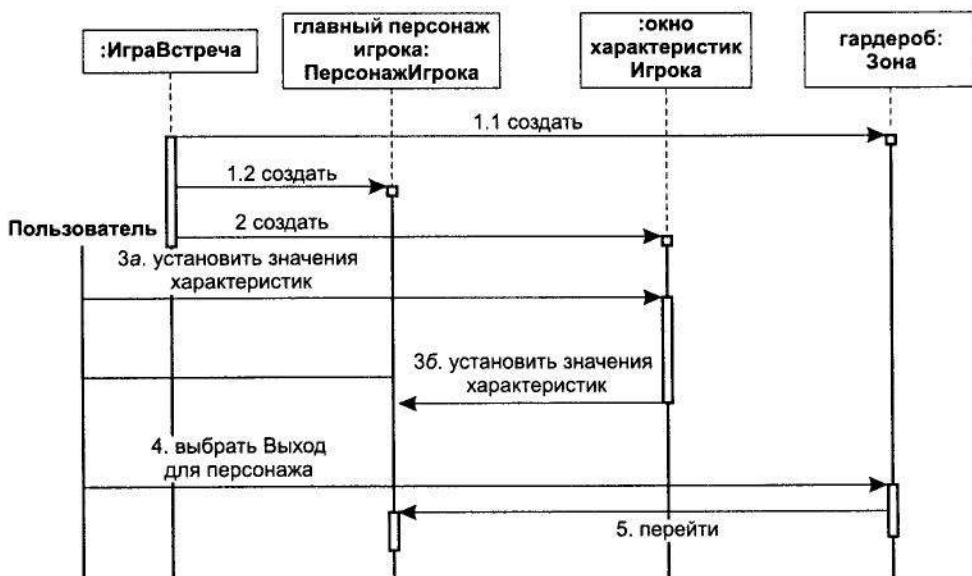 :ИграВстреча
главный персонаж
игрока:
ПерсонажИгрока
:окно
характеристик
Игрока
гардероб:
Зона
1.1 создать
1.2 создать
Пользователь
2 создать
3а. установить значения
характеристик
3б. установить значения
характеристик
4. выбрать Выход
для персонажа
5. перейти